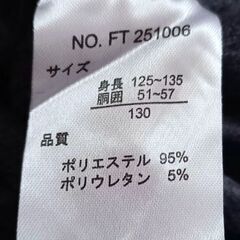 NO. FT 251006
サイズ
身長 125~135
胴囲 51~57
130
品質
ポリエステル 95%
ポリウレタン 5%